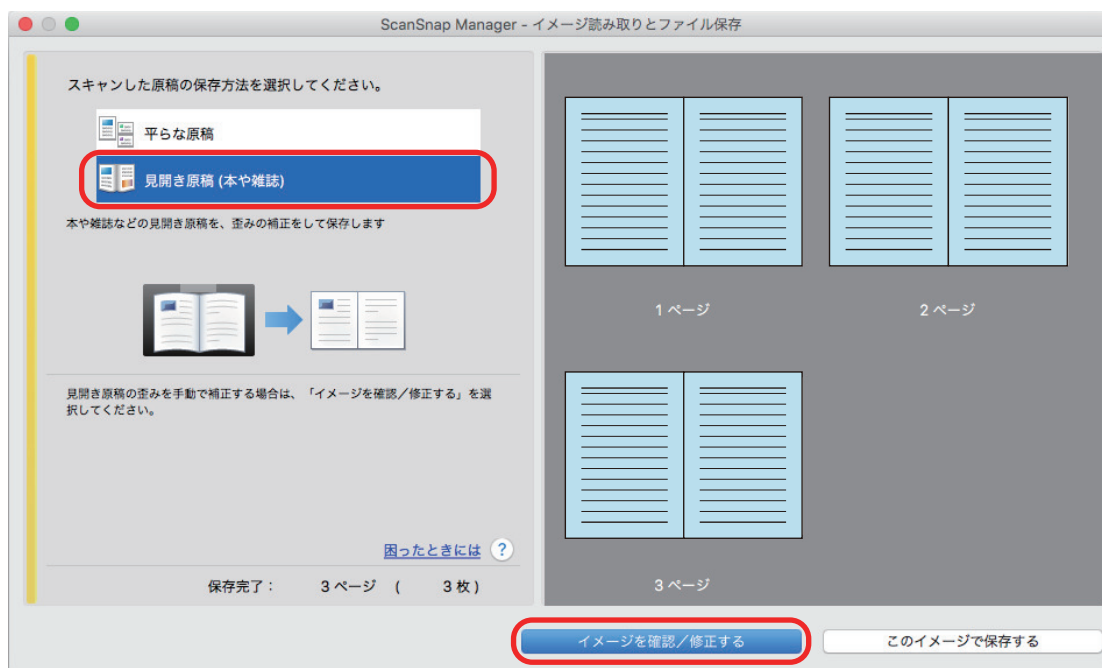 ScanSnap Manager - イメージ読み取りとファイル保存
スキャンした原稿の保存方法を選択してください。
平らな原稿
見開き原稿 (本や雑誌)
本や雑誌などの見開き原稿を、歪みの補正をして保存します
見開き原稿の歪みを手動で補正する場合は、「イメージを確認／修正する」を選
択してください。
困ったときには ?
保存完了： 3 ページ ( 3 枚 )
1 ページ
2 ページ
3 ページ
イメージを確認／修正する
このイメージで保存する